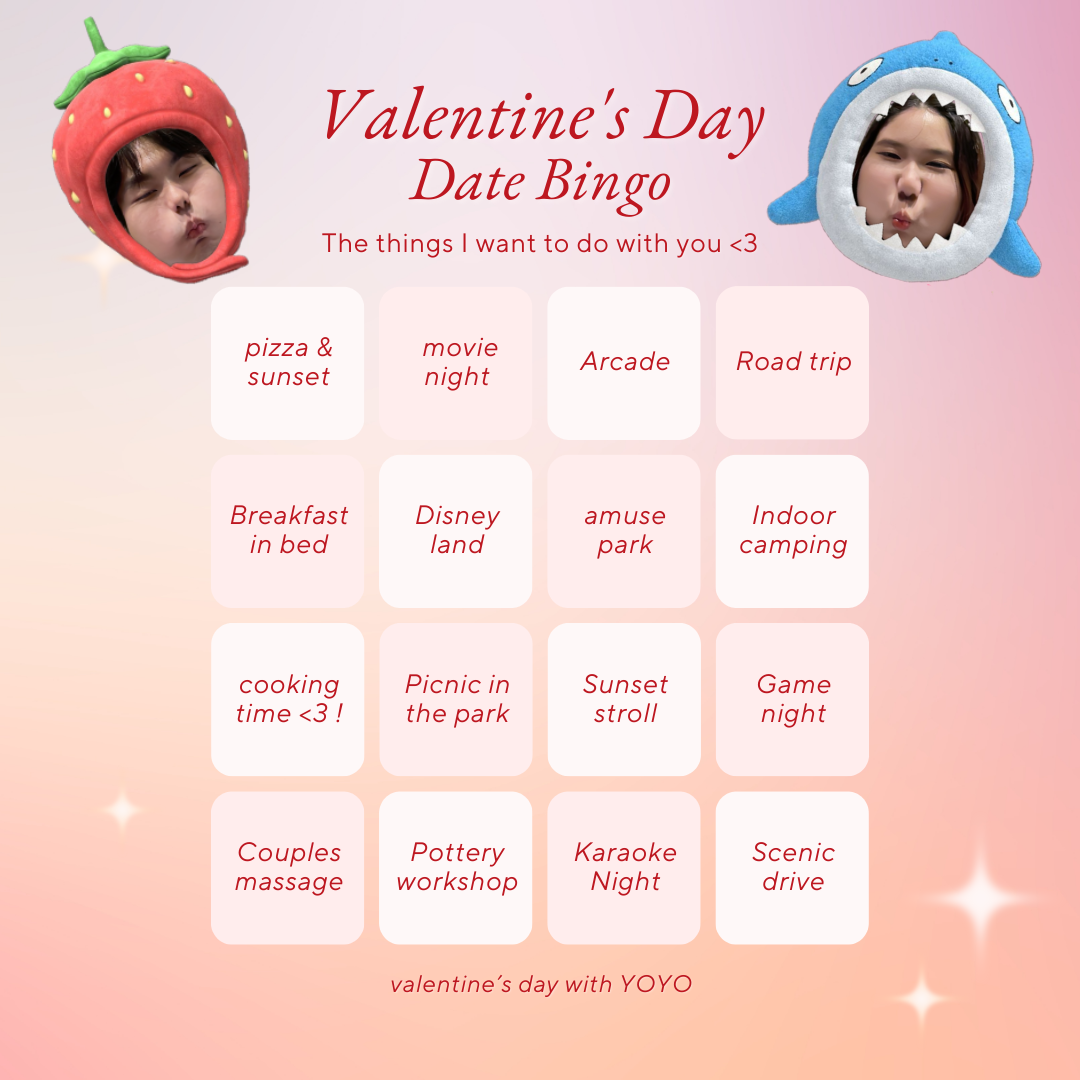 Valentine's Day
Date Bingo
The things I want to do with you <3
pizza &
sunset
movie
night
Arcade
Road trip
Breakfast
in bed
Disney
land
amuse
park
Indoor
camping
cooking
time <3 !
Picnic in
the park
Sunset
stroll
Game
night
Couples
massage
Pottery
workshop
Karaoke
Night
Scenic
drive
valentine's day with YOYO